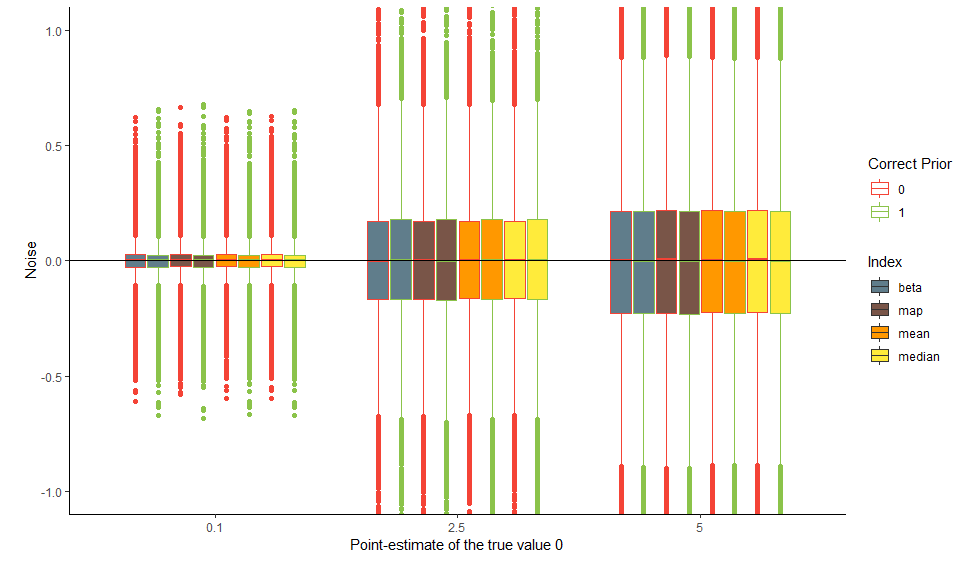 1.0
0.5
0.0
-0.5
-1.0
Noise
0.1
2.5
5
Point-estimate of the true value 0
Correct Prior
0
1
Index
beta
map
mean
median